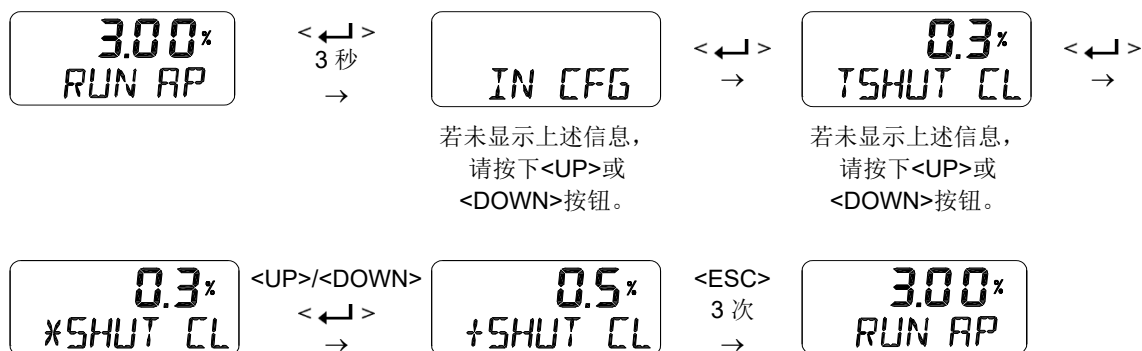 3.00%
RUN AP
< ↵ >
3 秒
→
IN CFG
若未显示上述信息，
请按下<UP>或
<DOWN>按钮。
< ↵ >
→
0.3%
TSHUT CL
若未显示上述信息，
请按下<UP>或
<DOWN>按钮。
< ↵ >
→
0.3%
*SHUT CL
<UP>/<DOWN>
< ↵ >
→
0.5%
+SHUT CL
<ESC>
3 次
→
3.00%
RUN AP